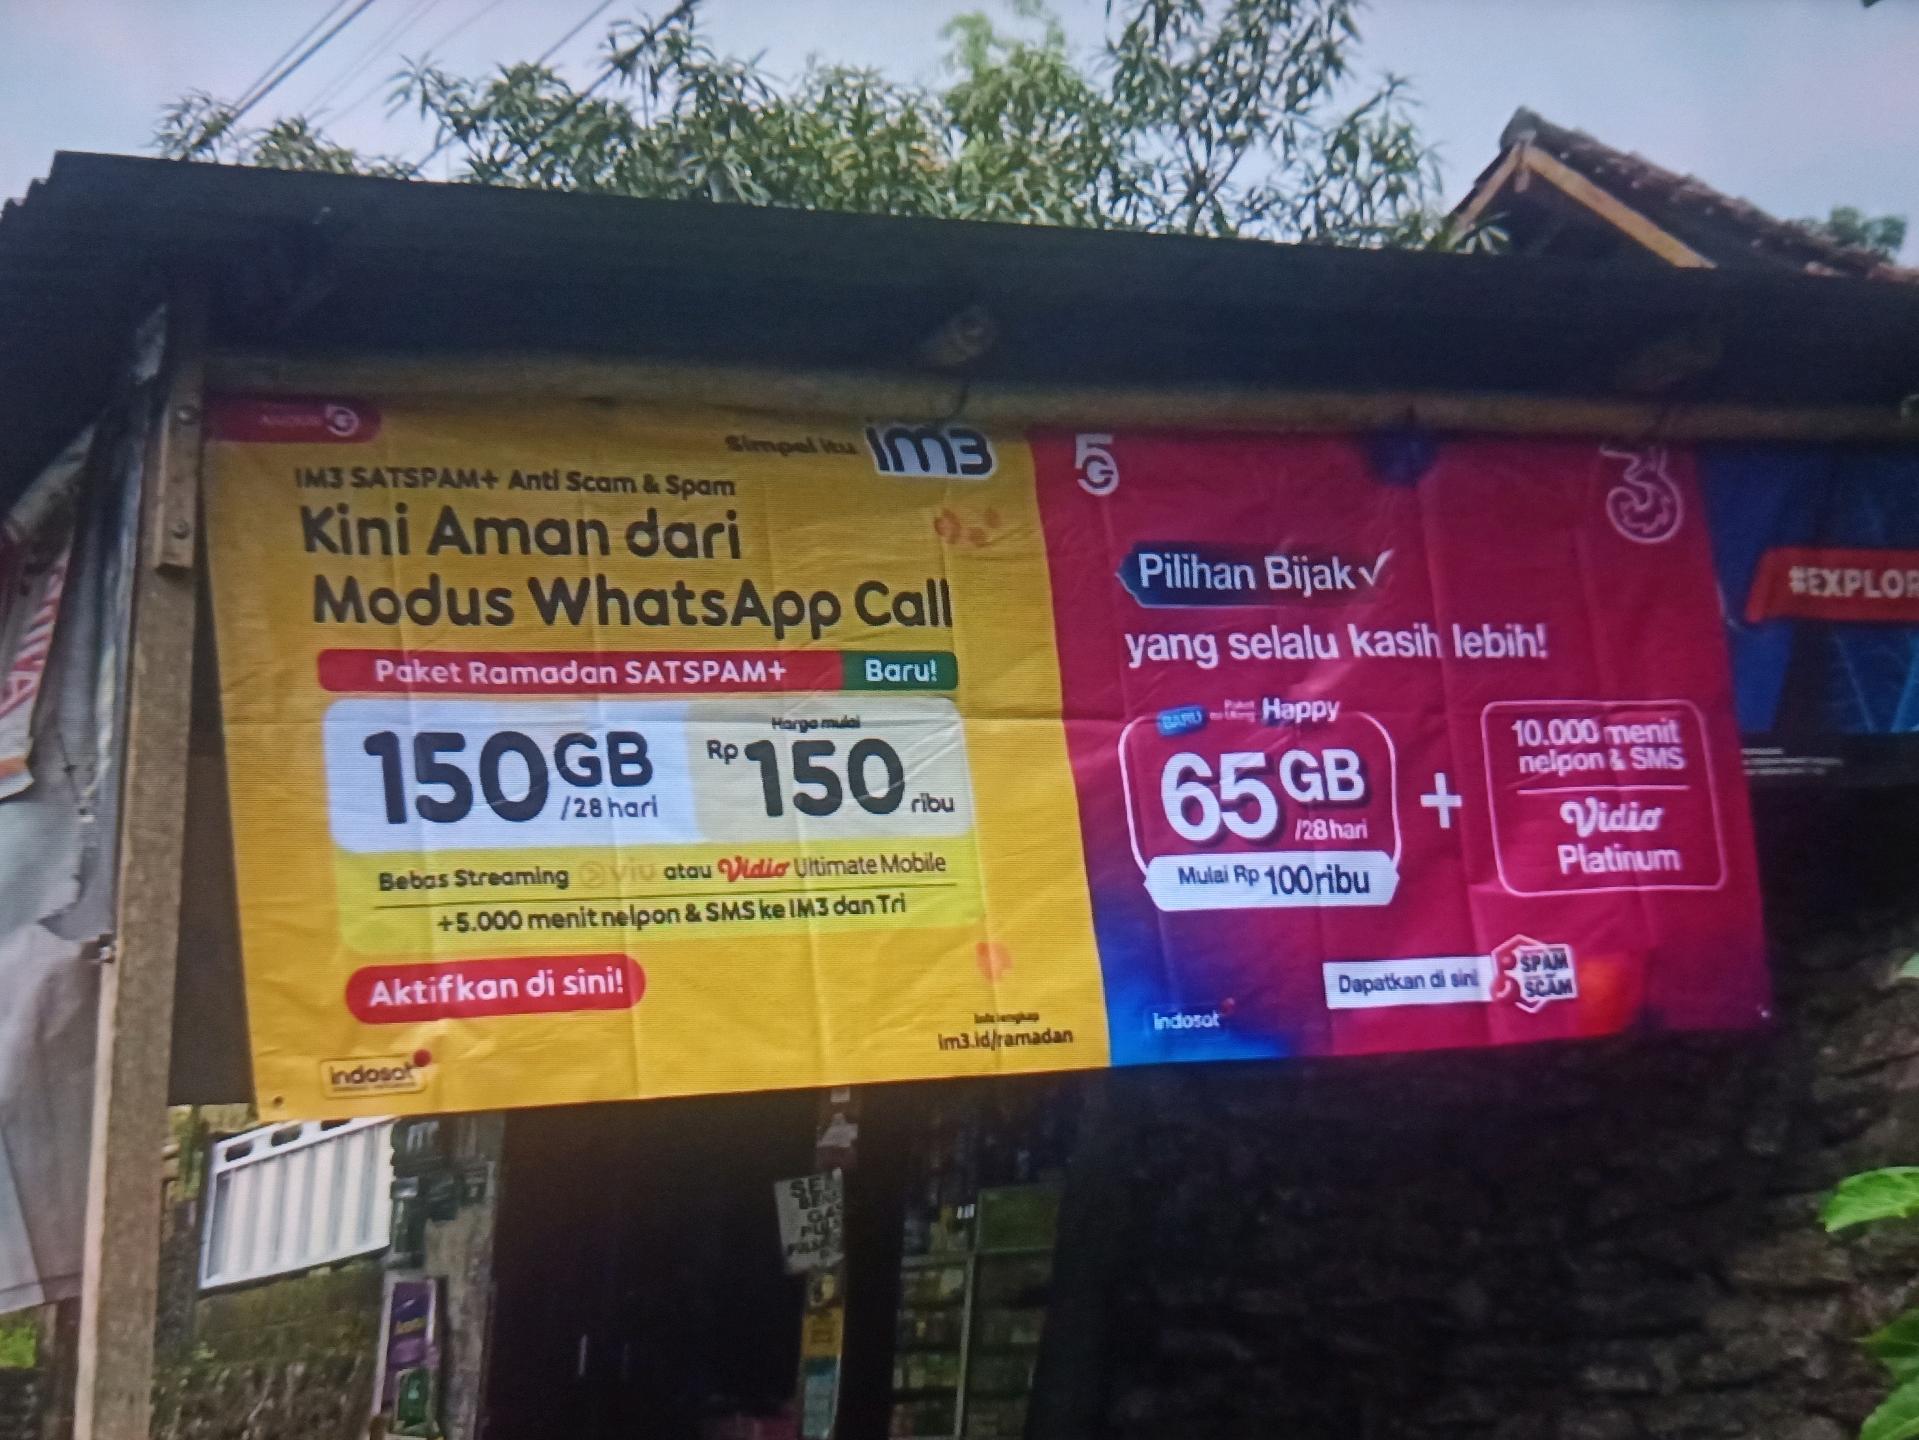 Simpel itu im3
IM3 SATSPAM+ Anti Scam & Spam
Kini Aman dari
Modus WhatsApp Call
Paket Ramadan SATSPAM+ Baru!
150GB
/28 hari
Harga mulai
Rp 150 ribu
Bebas Streaming viu atau Vidio Ultimate Mobile
+5.000 menit nelpon & SMS ke IM3 dan Tri
Aktifkan di sini!
Info lengkap
im3.id/ramadan
indosat
5G
3
Pilihan Bijak✓
yang selalu kasih lebih!
BARU Happy
65GB
/28 hari
Mulai Rp 100ribu
+
10.000 menit
nelpon & SMS
Vidio
Platinum
Dapatkan di sini
SPAM
SCAM
indosat
#EXPLOR